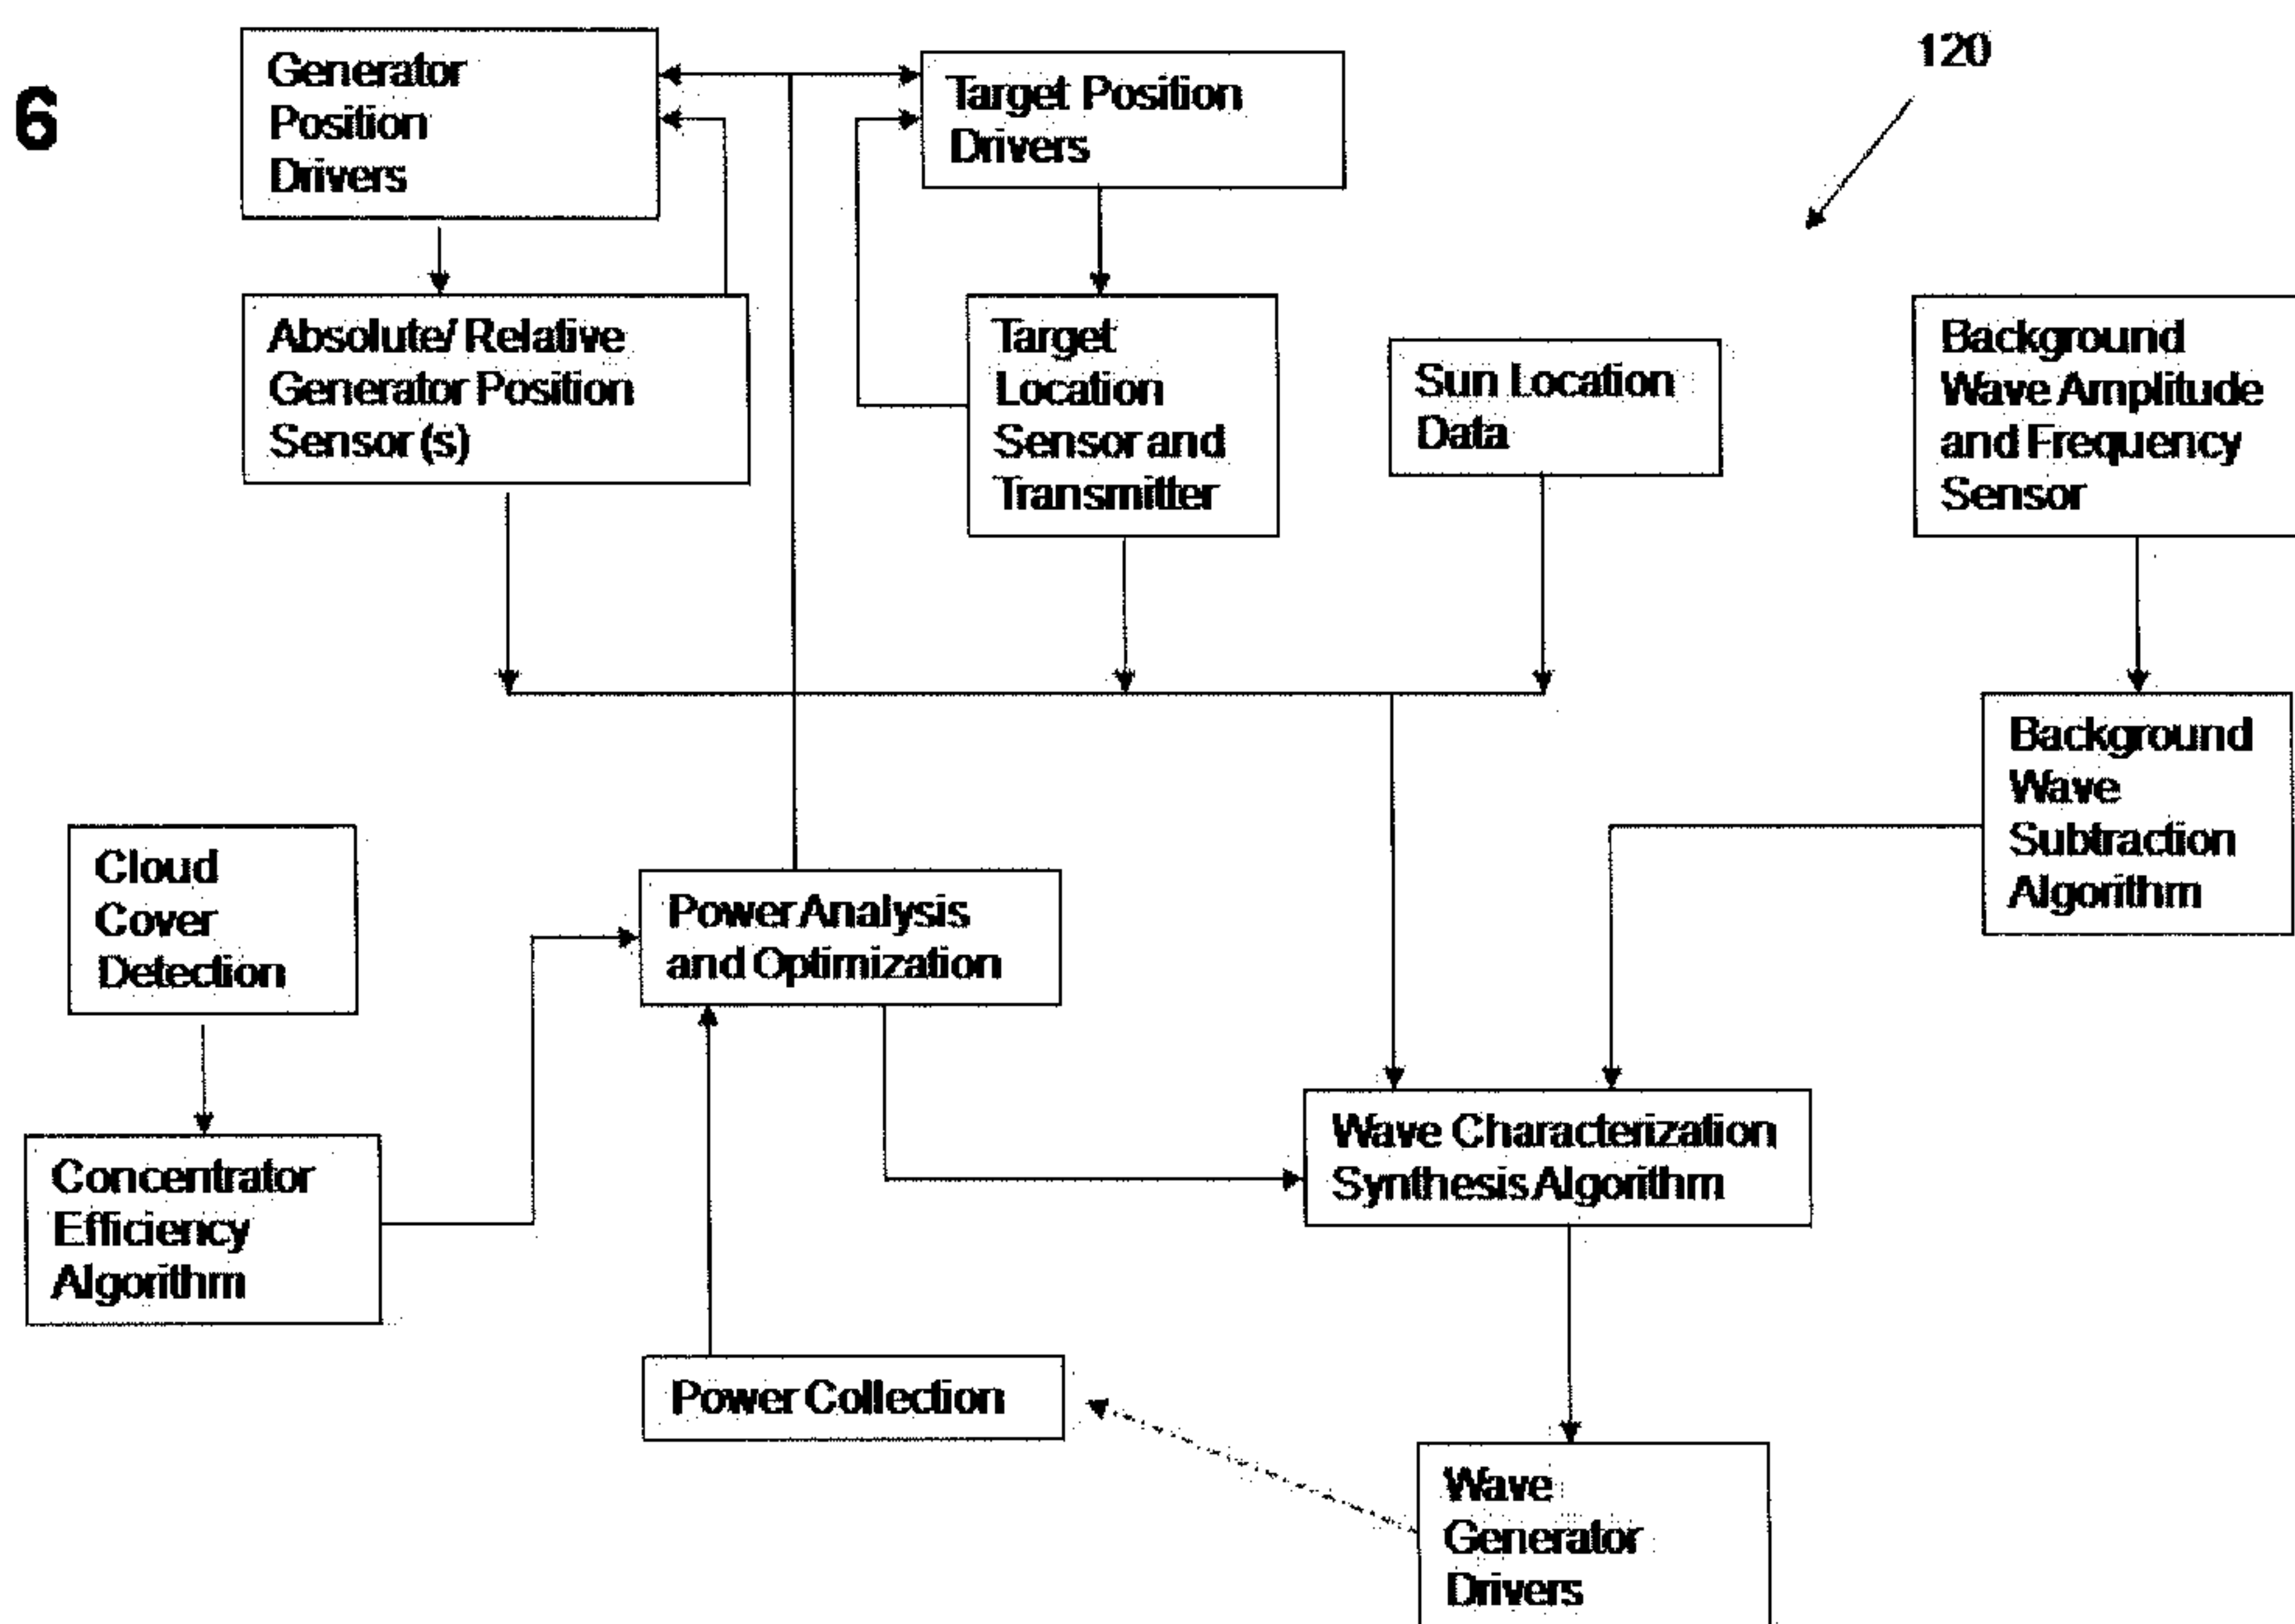 6
120
Generator
Position
Drivers
Target Position
Drivers
Absolute/ Relative
Generator Position
Sensor (s)
Target
Location
Sensor and
Transmitter
Sun Location
Data
Background
Wave Amplitude
and Frequency
Sensor
Background
Wave
Subtraction
Algorithm
Cloud
Cover
Detection
Power Analysis
and Optimization
Concentrator
Efficiency
Algorithm
Wave Characterization
Synthesis Algorithm
Power Collection
Wave
Generator
Drivers